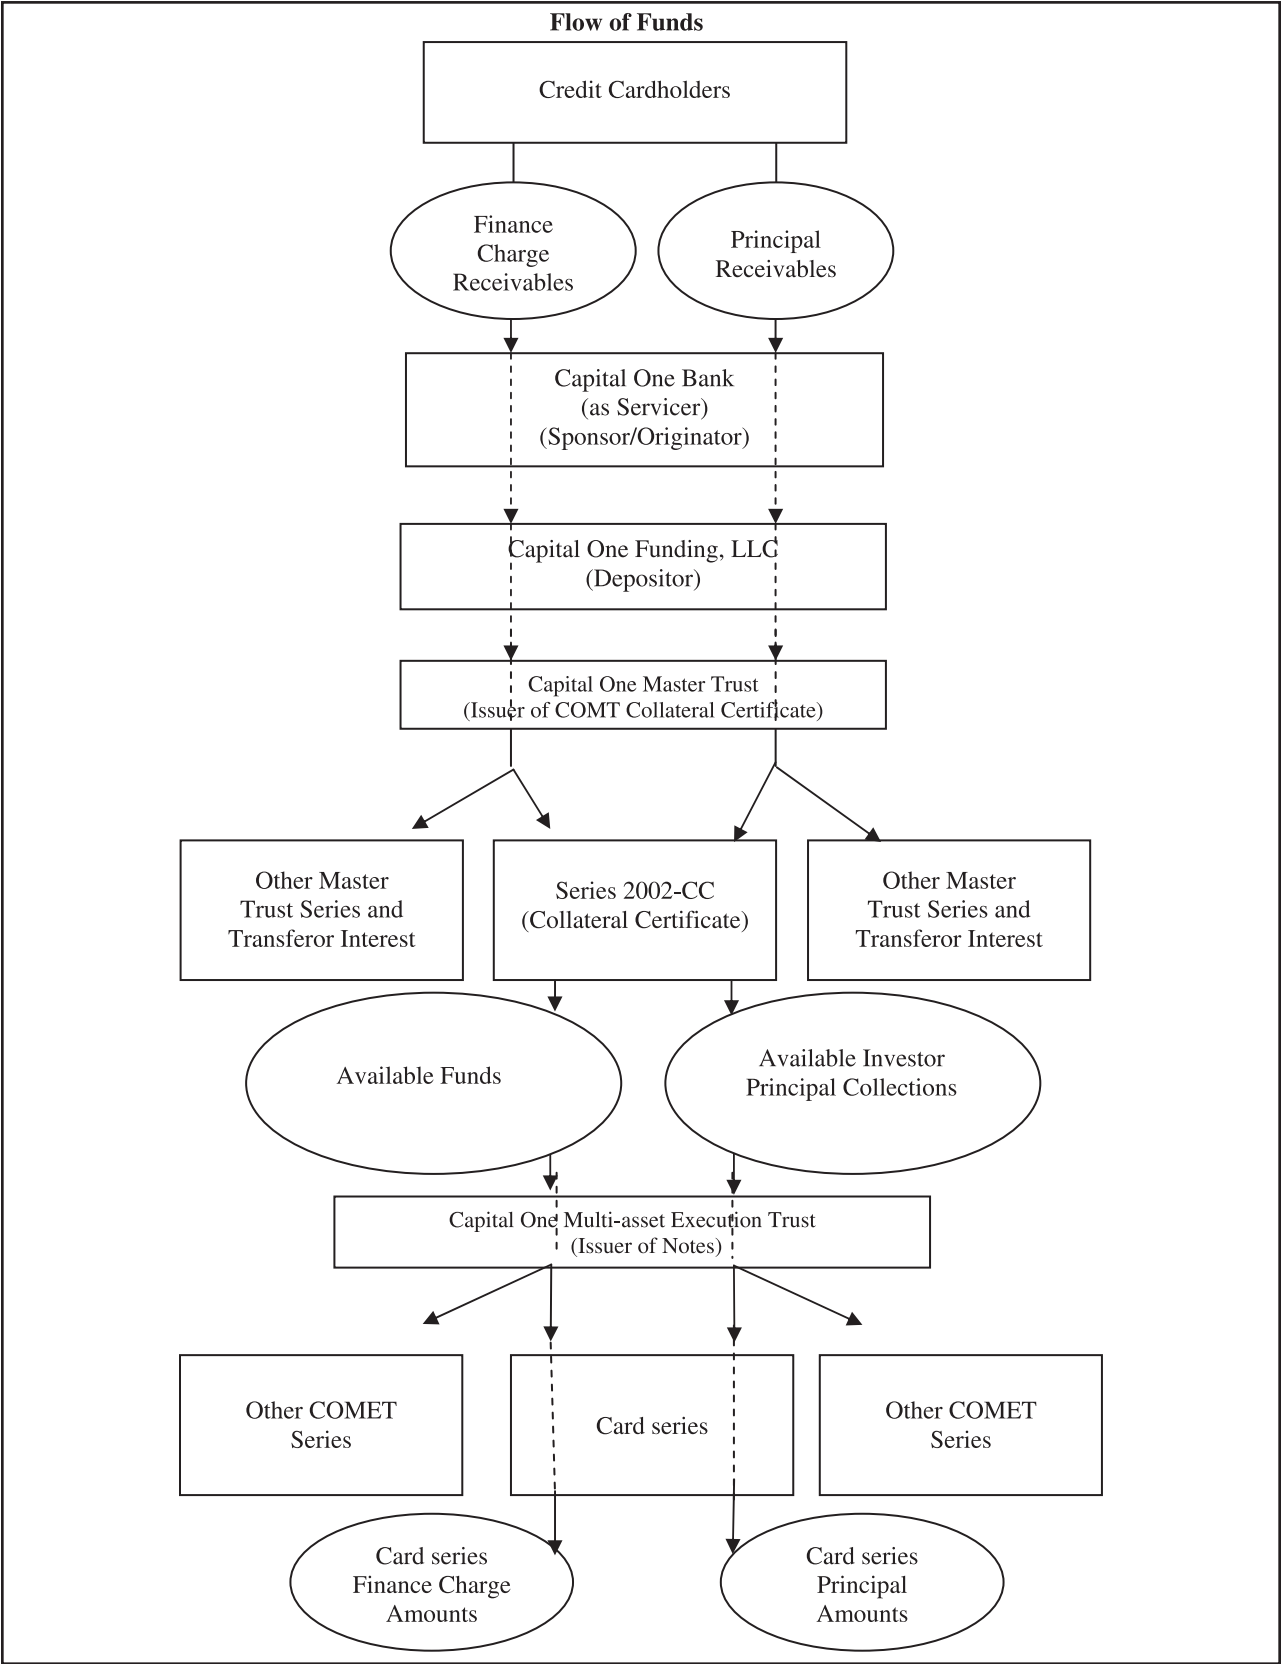 Flow of Funds
Credit Cardholders
Finance
Charge
Receivables
Principal
Receivables
Capital One Bank
(as Servicer)
(Sponsor/Originator)
Capital One Funding, LLC
(Depositor)
Capital One Master Trust
(Issuer of COMT Collateral Certificate)
Other Master
Trust Series and
Transferor Interest
Series 2002-CC
(Collateral Certificate)
Other Master
Trust Series and
Transferor Interest
Available Funds
Available Investor
Principal Collections
Capital One Multi-asset Execution Trust
(Issuer of Notes)
Other COMET
Series
Card series
Other COMET
Series
Card series
Finance Charge
Amounts
Card series
Principal
Amounts